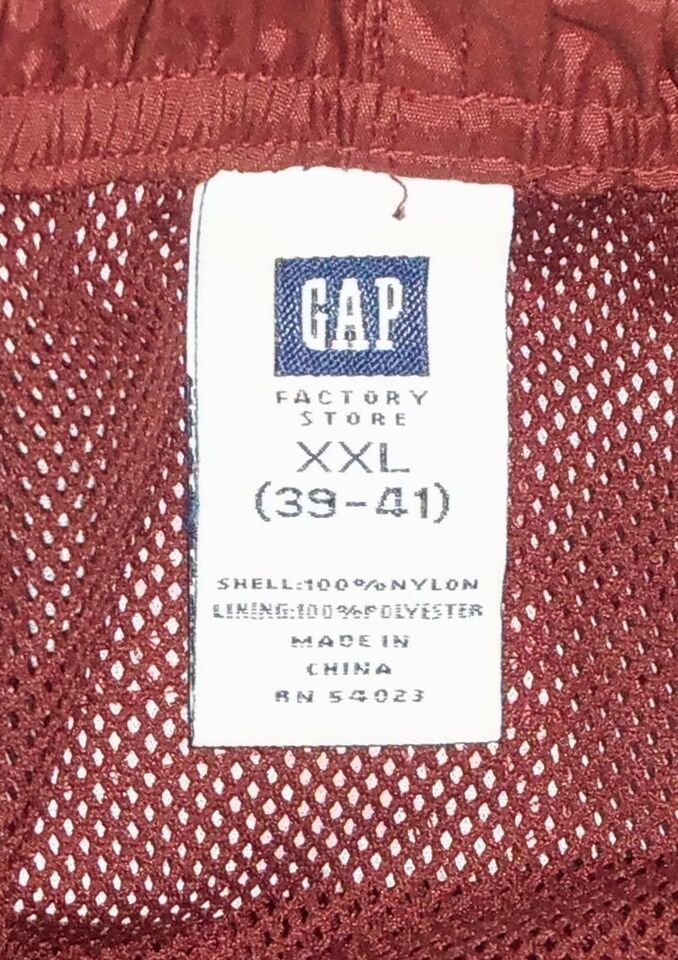 GAP
FACTORY
STORE
XXL
(39-41)
SHELL:100%NYLON
LINING:100%POLYESTER
MADE IN
CHINA
RN 54023